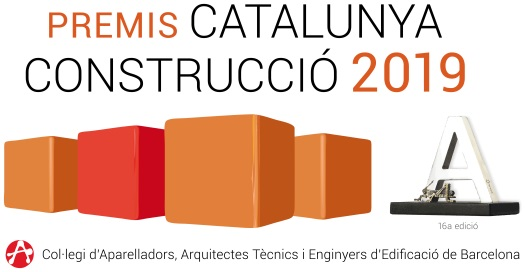 PREMIS CATALUNYA
CONSTRUCCIÓ 2019
16a edició
Col·legi d'Aparelladors, Arquitectes Tècnics i Enginyers d'Edificació de Barcelona